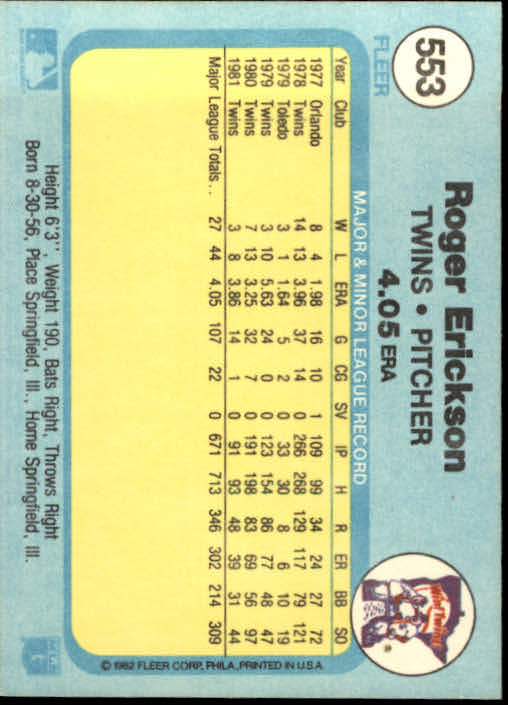 553
FLEER
Roger Erickson
TWINS • PITCHER
4.05 ERA
Win! Twins!
MAJOR & MINOR LEAGUE RECORD
Year Club W L ERA G CG SV IP H R ER BB SO
1977 Orlando 8 4 1.98 16 10 1 109 99 34 24 27 72
1978 Twins 14 13 3.96 37 14 0 266 268 129 117 79 121
1979 Toledo 3 1 1.64 5 2 0 33 30 8 6 10 19
1979 Twins 3 10 5.63 24 0 0 123 154 86 77 48 47
1980 Twins 7 13 3.25 32 7 0 191 198 83 69 56 97
1981 Twins 3 8 3.86 14 1 0 91 93 48 39 31 44
Major League Totals... 27 44 4.05 107 22 0 671 713 346 302 214 309
© 1982 FLEER CORP. PHILA., PRINTED IN U.S.A.
Height 6'3", Weight 190, Bats Right, Throws Right
Born 8-30-56, Place Springfield, Ill., Home Springfield, Ill.